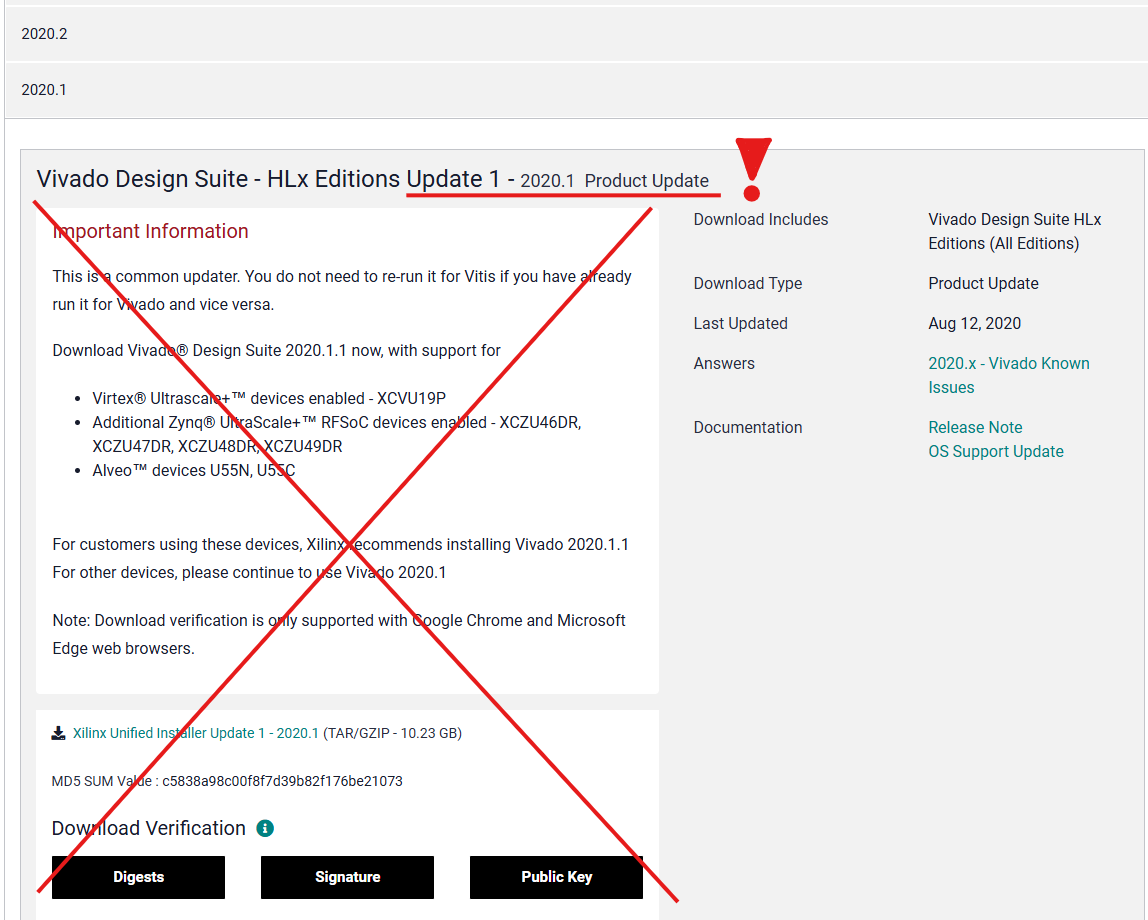 2020.2
2020.1
Vivado Design Suite - HLx Editions Update 1 - 2020.1 Product Update
Important Information
This is a common updater. You do not need to re-run it for Vitis if you have already
run it for Vivado and vice versa.
Download Vivado® Design Suite 2020.1.1 now, with support for
• Virtex® Ultrascale+™ devices enabled - XCVU19P
• Additional Zynq® UltraScale+™ RFSoC devices enabled - XCZU46DR,
XCZU47DR, XCZU48DR, XCZU49DR
• Alveo™ devices U55N, U55C
For customers using these devices, Xilinx recommends installing Vivado 2020.1.1
For other devices, please continue to use Vivado 2020.1
Note: Download verification is only supported with Google Chrome and Microsoft
Edge web browsers.
Xilinx Unified Installer Update 1 - 2020.1 (TAR/GZIP - 10.23 GB)
MD5 SUM Value : c5838a98c00f8f7d39b82f176be21073
Download Verification
Digests
Signature
Public Key
Download Includes
Vivado Design Suite HLx
Editions (All Editions)
Download Type
Product Update
Last Updated
Aug 12, 2020
Answers
2020.x - Vivado Known
Issues
Documentation
Release Note
OS Support Update